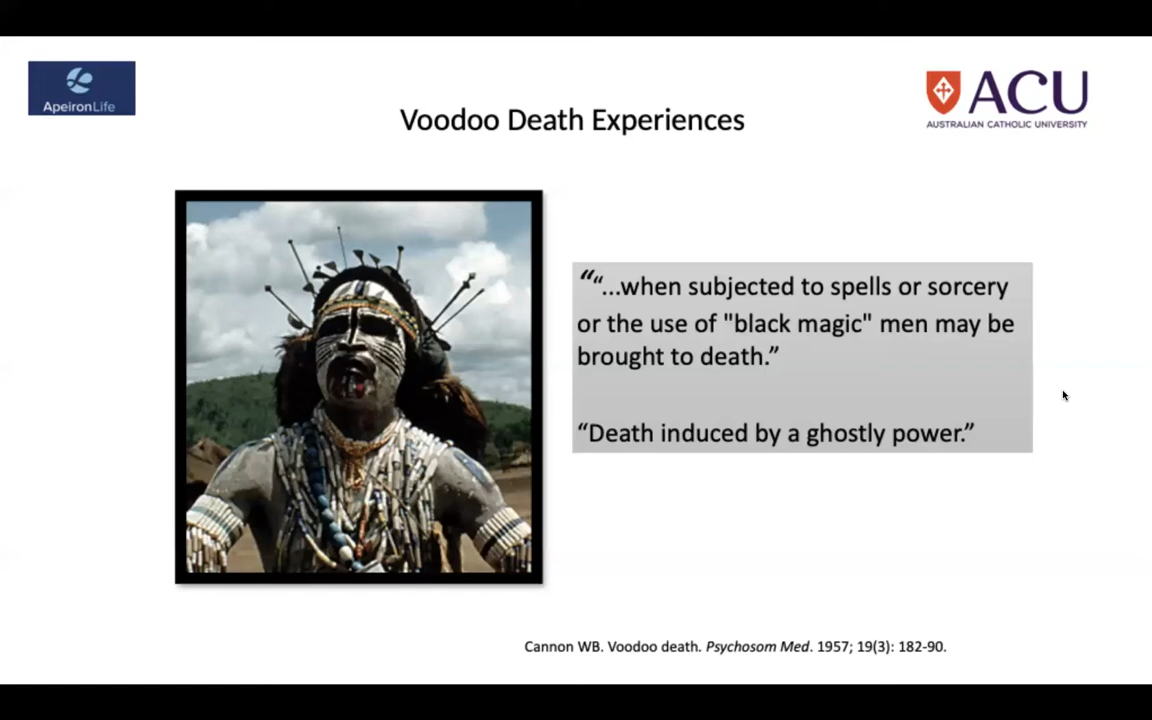 ApeironLife
ACU
AUSTRALIAN CATHOLIC UNIVERSITY
Voodoo Death Experiences
““...when subjected to spells or sorcery
or the use of "black magic" men may be
brought to death.”
“Death induced by a ghostly power.”
Cannon WB. Voodoo death. Psychosom Med. 1957; 19(3): 182-90.